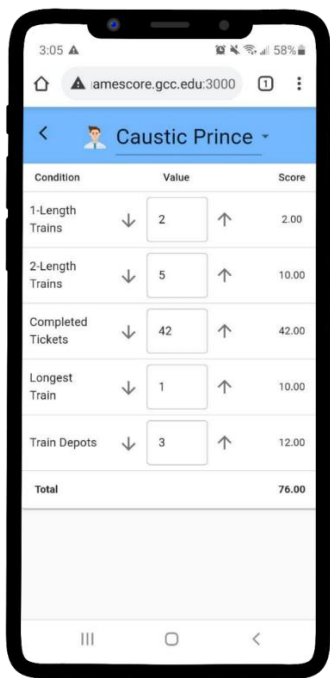 3:05 58%
amescore.gcc.edu:3000 1
Caustic Prince
Condition Value Score
1-Length
Trains 2 2.00
2-Length
Trains 5 10.00
Completed
Tickets 42 42.00
Longest
Train 1 10.00
Train Depots 3 12.00
Total 76.00